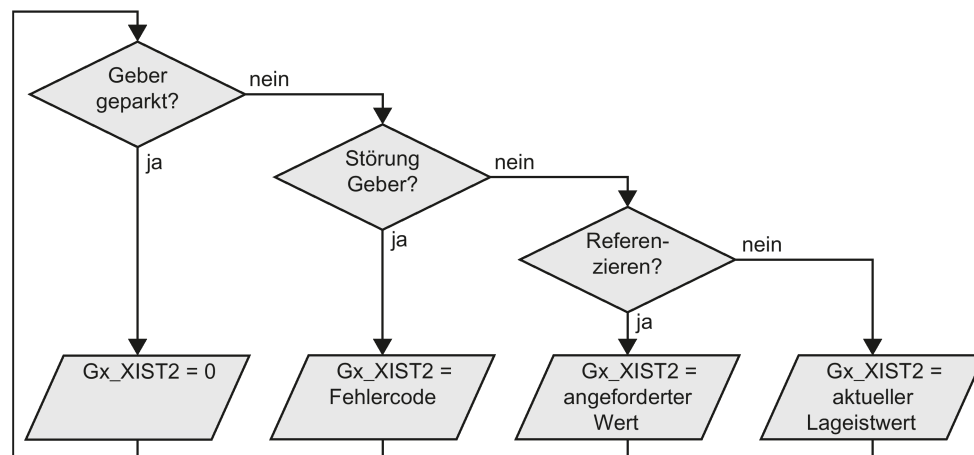 Geber
geparkt?
nein
ja
Störung
Geber?
nein
ja
Referen-
zieren?
nein
ja
Gx_XIST2 = 0
Gx_XIST2 =
Fehlercode
Gx_XIST2 =
angeforderter
Wert
Gx_XIST2 =
aktueller
Lageistwert